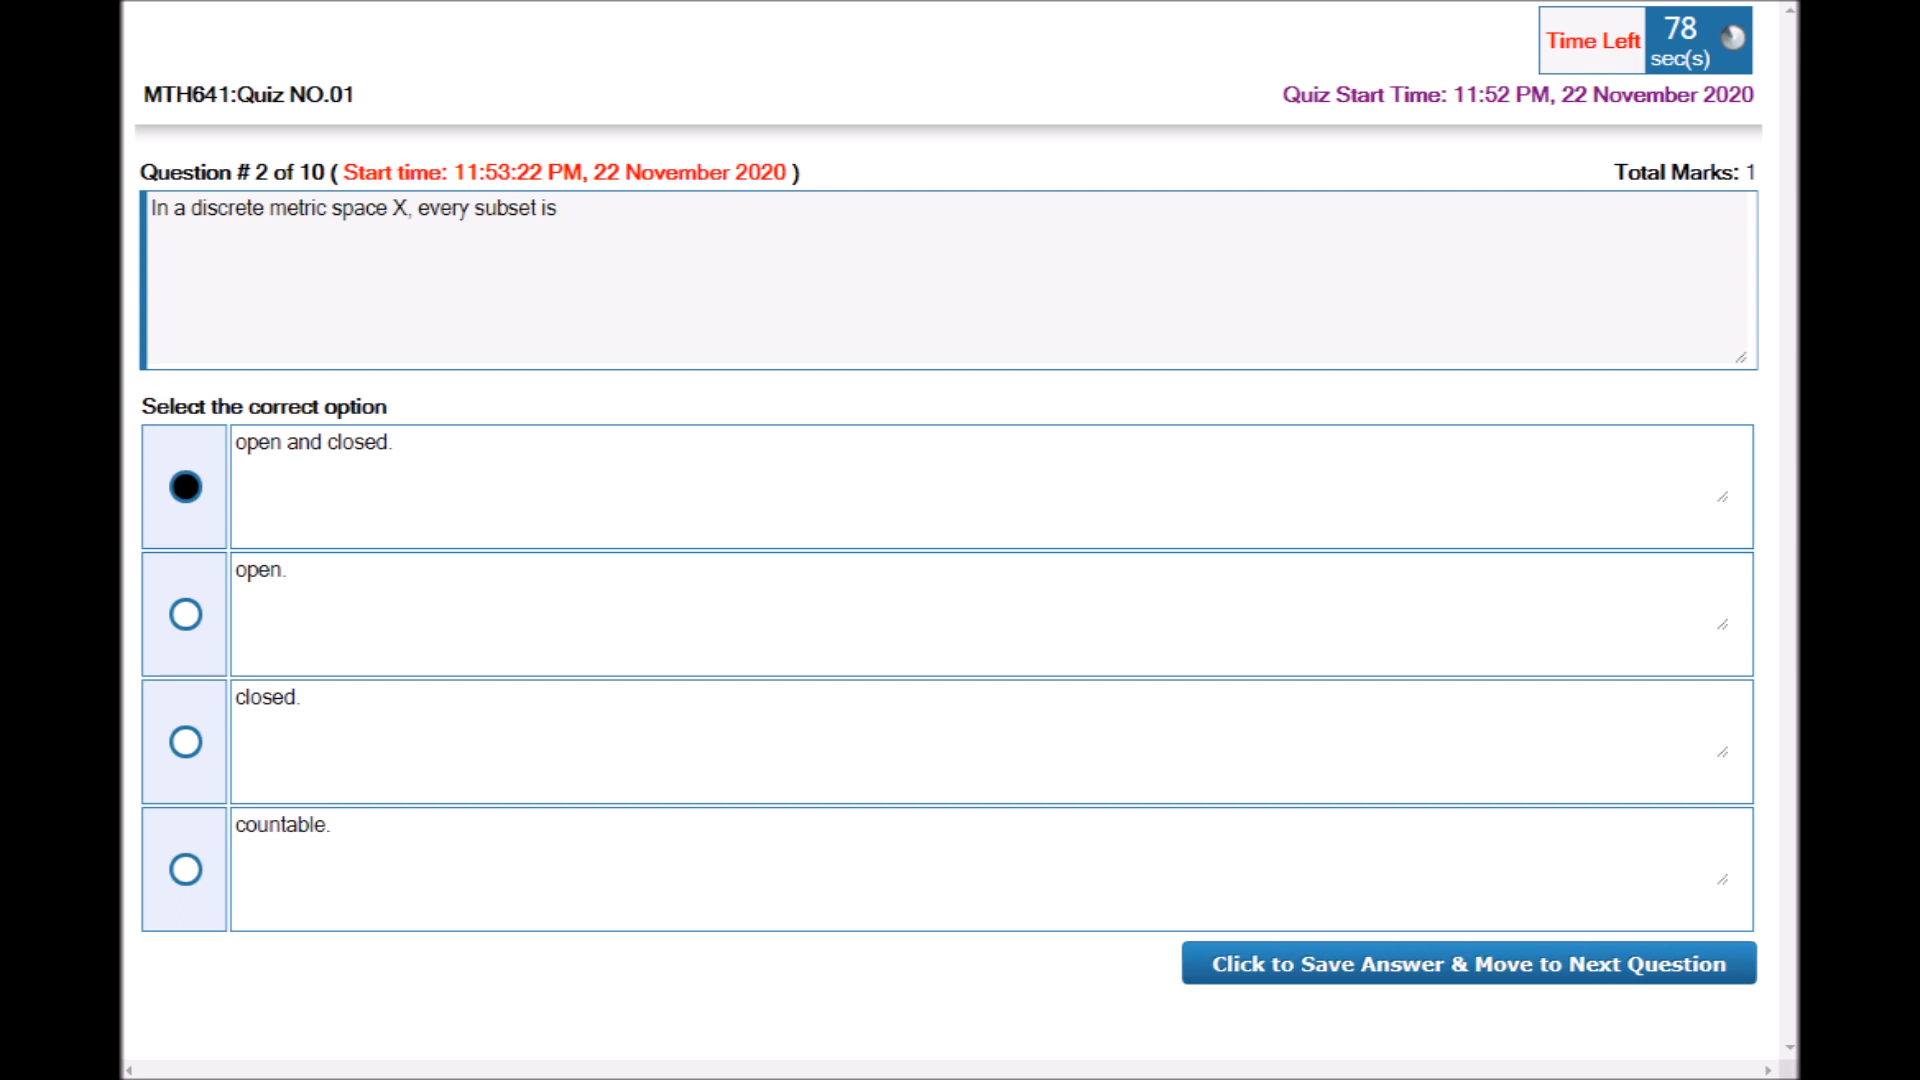 Time Left 78 sec(s)
MTH641:Quiz NO.01
Quiz Start Time: 11:52 PM, 22 November 2020
Question # 2 of 10 ( Start time: 11:53:22 PM, 22 November 2020 )
Total Marks: 1
In a discrete metric space X, every subset is
Select the correct option
open and closed.
open.
closed.
countable.
Click to Save Answer & Move to Next Question